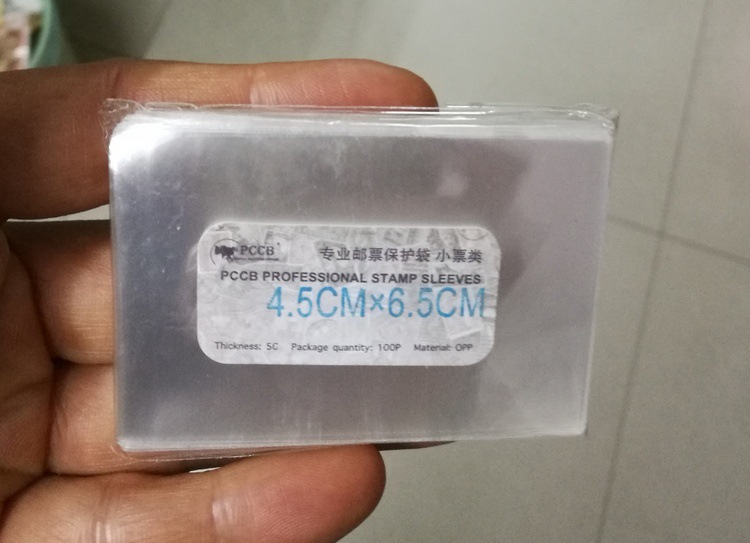 PCCB 专业邮票保护袋 小票类
PCCB PROFESSIONAL STAMP SLEEVES
4.5CM×6.5CM
Thickness: 5C Package quantity: 100P Material: OPP